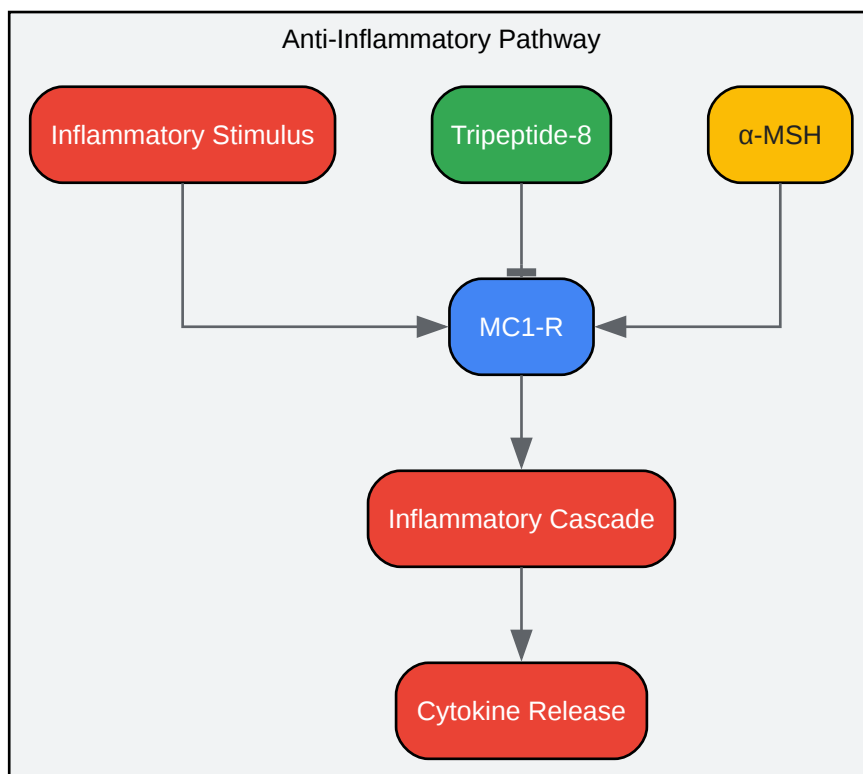 Anti-Inflammatory Pathway
Inflammatory Stimulus
Tripeptide-8
α-MSH
MC1-R
Inflammatory Cascade
Cytokine Release